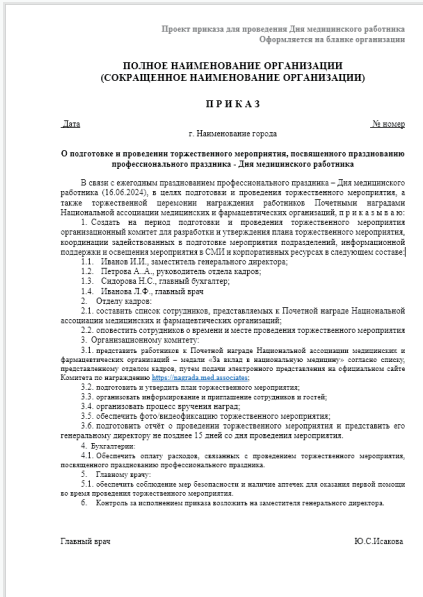 Проект приказа для проведения Дня медицинского работника
Оформляется на бланке организации
ПОЛНОЕ НАИМЕНОВАНИЕ ОРГАНИЗАЦИИ
(СОКРАЩЕННОЕ НАИМЕНОВАНИЕ ОРГАНИЗАЦИИ)
П Р И К А З
Дата № номер
г. Наименование города
О подготовке и проведении торжественного мероприятия, посвященного празднованию
профессионального праздника - Дня медицинского работника
В связи с ежегодным празднованием профессионального праздника – Дня медицинского
работника (16.06.2024), в целях подготовки и проведения торжественного мероприятия, а
также торжественной церемонии награждения работников Почетными наградами
Национальной ассоциации медицинских и фармацевтических организаций, п р и к а з ы в а ю:
1. Создать на период подготовки и проведения торжественного мероприятия
организационный комитет для разработки и утверждения плана торжественного мероприятия,
координации задействованных в подготовке мероприятия подразделений, информационной
поддержки и освещения мероприятия в СМИ и корпоративных ресурсах в следующем составе:
1.1. Иванов И.И., заместитель генерального директора;
1.2. Петрова А..А., руководитель отдела кадров;
1.3. Сидорова Н.С., главный бухгалтер;
1.4. Иванова Л.Ф., главный врач
2. Отделу кадров:
2.1. составить список сотрудников, представляемых к Почетной награде Национальной
ассоциации медицинских и фармацевтических организаций;
2.2. оповестить сотрудников о времени и месте проведения торжественного мероприятия
3. Организационному комитету:
3.1. представить работников к Почетной награде Национальной ассоциации медицинских и
фармацевтических организаций – медали «За вклад в национальную медицину» согласно списку,
представленному отделом кадров, путем подачи электронного представления на официальном сайте
Комитета по награждению https://nagrada.med.associates;
3.2. подготовить и утвердить план торжественного мероприятия;
3.3. организовать информирование и приглашение сотрудников и гостей;
3.4. организовать процесс вручения наград;
3.5. обеспечить фото/видеофиксацию торжественного мероприятия;
3.6. подготовить отчёт о проведении торжественного мероприятия и представить его
генеральному директору не позднее 15 дней со дня проведения мероприятия.
4. Бухгалтерии:
4.1. Обеспечить оплату расходов, связанных с проведением торжественного мероприятия,
посвященного празднованию профессионального праздника.
5. Главному врачу:
5.1. обеспечить соблюдение мер безопасности и наличие аптечек для оказания первой помощи
во время проведения торжественного мероприятия.
6. Контроль за исполнением приказа возложить на заместителя генерального директора.
Главный врач Ю.С.Исакова